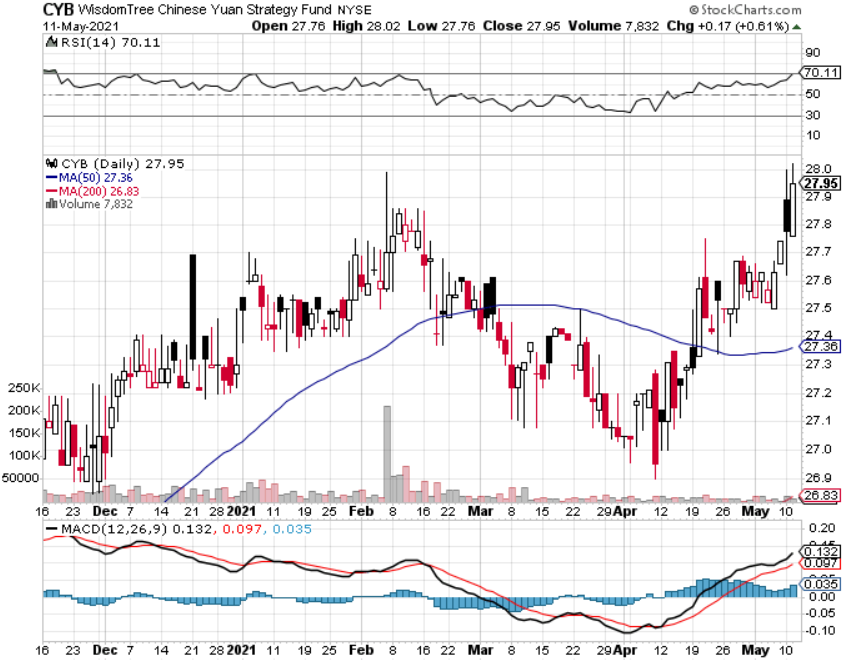 CYB WisdomTree Chinese Yuan Strategy Fund NYSE © StockCharts.com
11-May-2021 Open 27.76 High 28.02 Low 27.76 Close 27.95 Volume 7,832 Chg +0.17 (+0.61%)
RSI(14) 70.11
90
70.11
50
30
10
CYB (Daily) 27.95
MA(50) 27.36
MA(200) 26.83
Volume 7,832
28.0
27.95
27.9
27.8
27.7
27.6
27.5
27.4
27.36
27.3
27.2
27.1
27.0
26.9
26.83
250K
200K
150K
100K
50000
16 23 Dec 7 14 21 28 2021 11 19 25 Feb 8 16 22 Mar 8 15 22 29 Apr 12 19 26 May 10
MACD(12,26,9) 0.132, 0.097, 0.035
0.20
0.132
0.097
0.035
0.00
-0.05
-0.10
16 23 Dec 7 14 21 28 2021 11 19 25 Feb 8 16 22 Mar 8 15 22 29 Apr 12 19 26 May 10